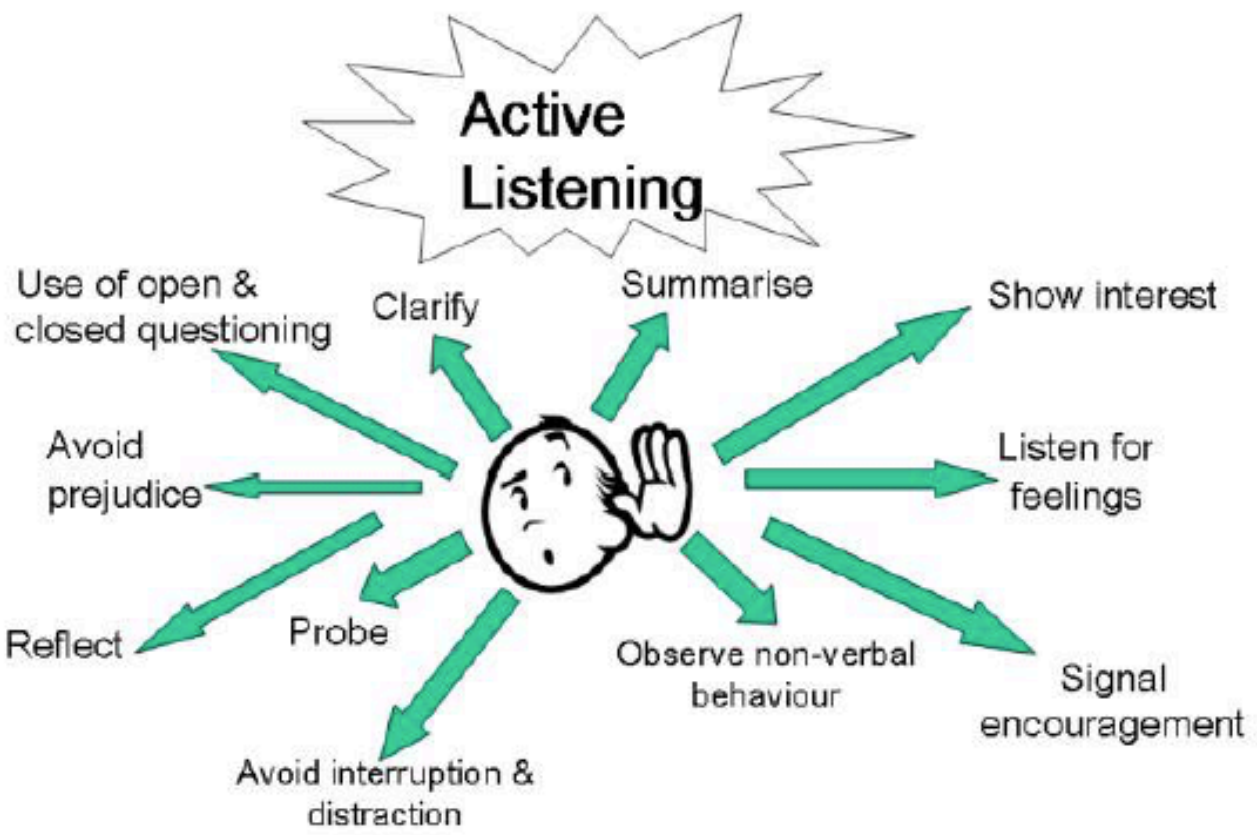 Active
Listening
Use of open &
closed questioning
Clarify
Summarise
Show interest
Avoid
prejudice
Listen for
feelings
Reflect
Probe
Observe non-verbal
behaviour
Signal
encouragement
Avoid interruption &
distraction